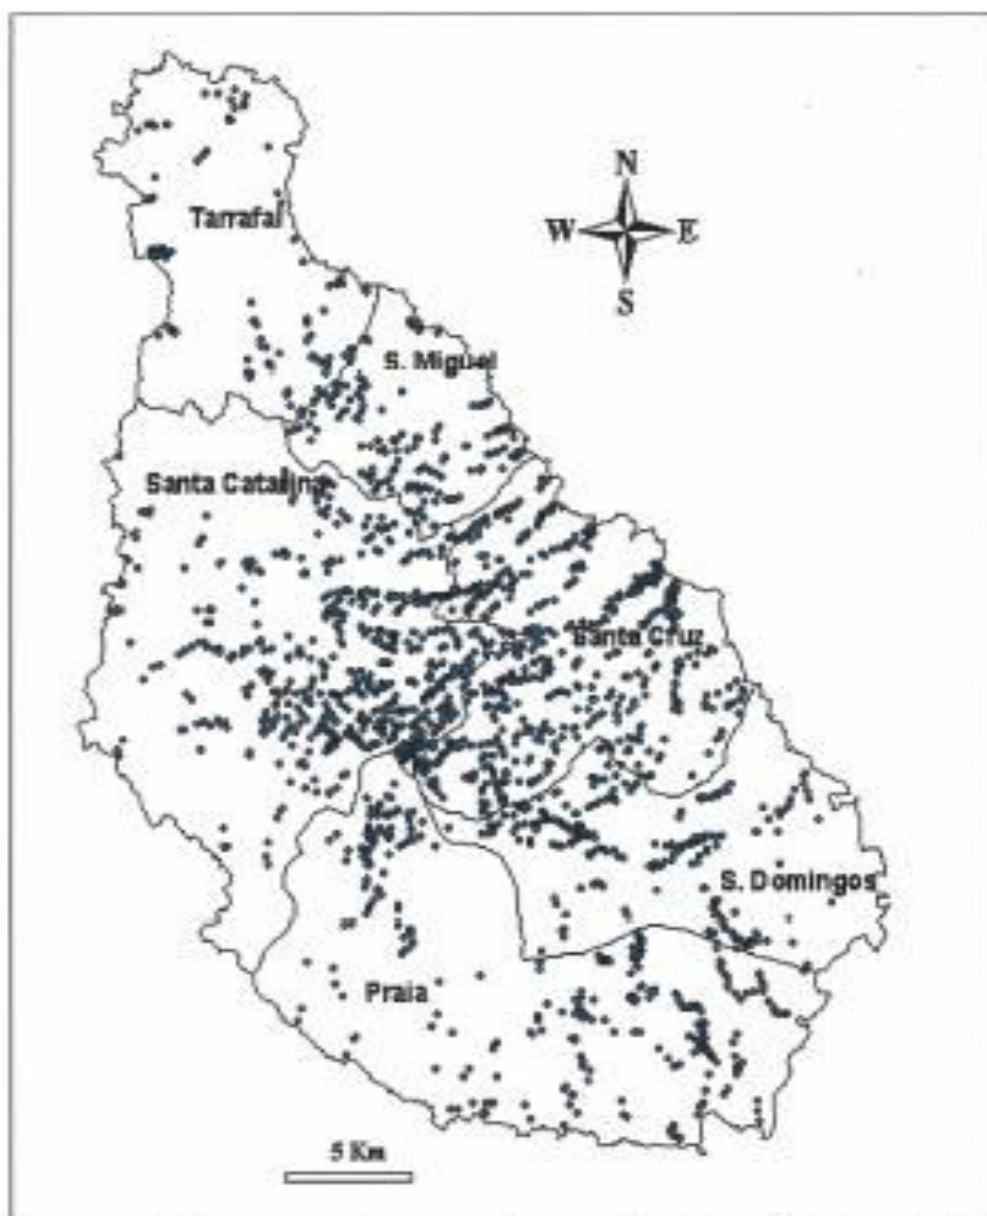 N
W E
S
Tarrafal
S. Miguel
Santa Catarina
Santa Cruz
S. Domingos
Praia
5 Km